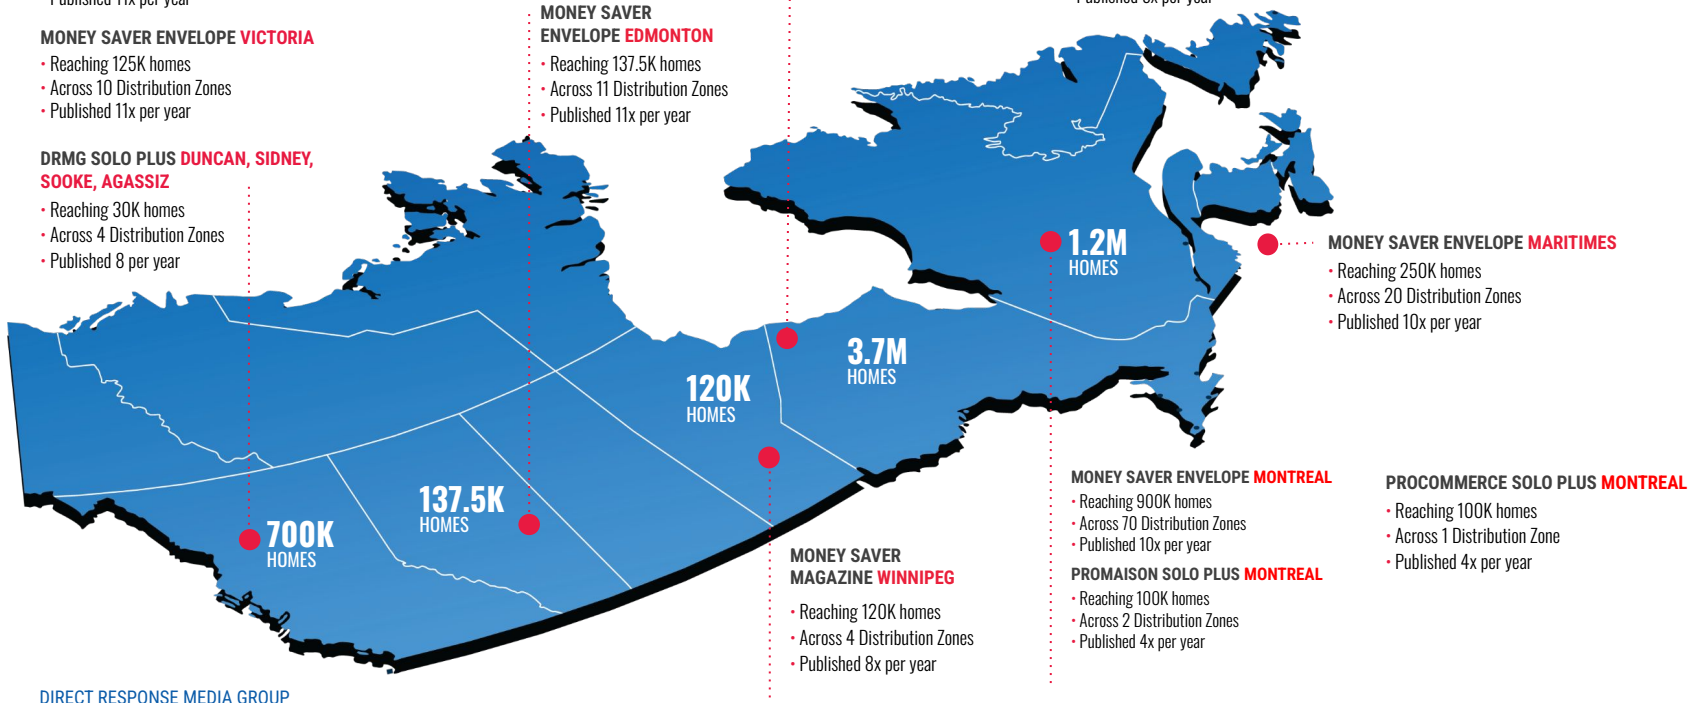 • Published 11x per year
MONEY SAVER ENVELOPE VICTORIA
• Reaching 125K homes
• Across 10 Distribution Zones
• Published 11x per year
DRMG SOLO PLUS DUNCAN, SIDNEY,
SOOKE, AGASSIZ
• Reaching 30K homes
• Across 4 Distribution Zones
• Published 8 per year
MONEY SAVER
ENVELOPE EDMONTON
• Reaching 137.5K homes
• Across 11 Distribution Zones
• Published 11x per year
1.2M
HOMES
MONEY SAVER ENVELOPE MARITIMES
• Reaching 250K homes
• Across 20 Distribution Zones
• Published 10x per year
3.7M
HOMES
120K
HOMES
137.5K
HOMES
700K
HOMES
MONEY SAVER
MAGAZINE WINNIPEG
• Reaching 120K homes
• Across 4 Distribution Zones
• Published 8x per year
MONEY SAVER ENVELOPE MONTREAL
• Reaching 900K homes
• Across 70 Distribution Zones
• Published 10x per year
PROMAISON SOLO PLUS MONTREAL
• Reaching 100K homes
• Across 2 Distribution Zones
• Published 4x per year
PROCOMMERCE SOLO PLUS MONTREAL
• Reaching 100K homes
• Across 1 Distribution Zone
• Published 4x per year
DIRECT RESPONSE MEDIA GROUP